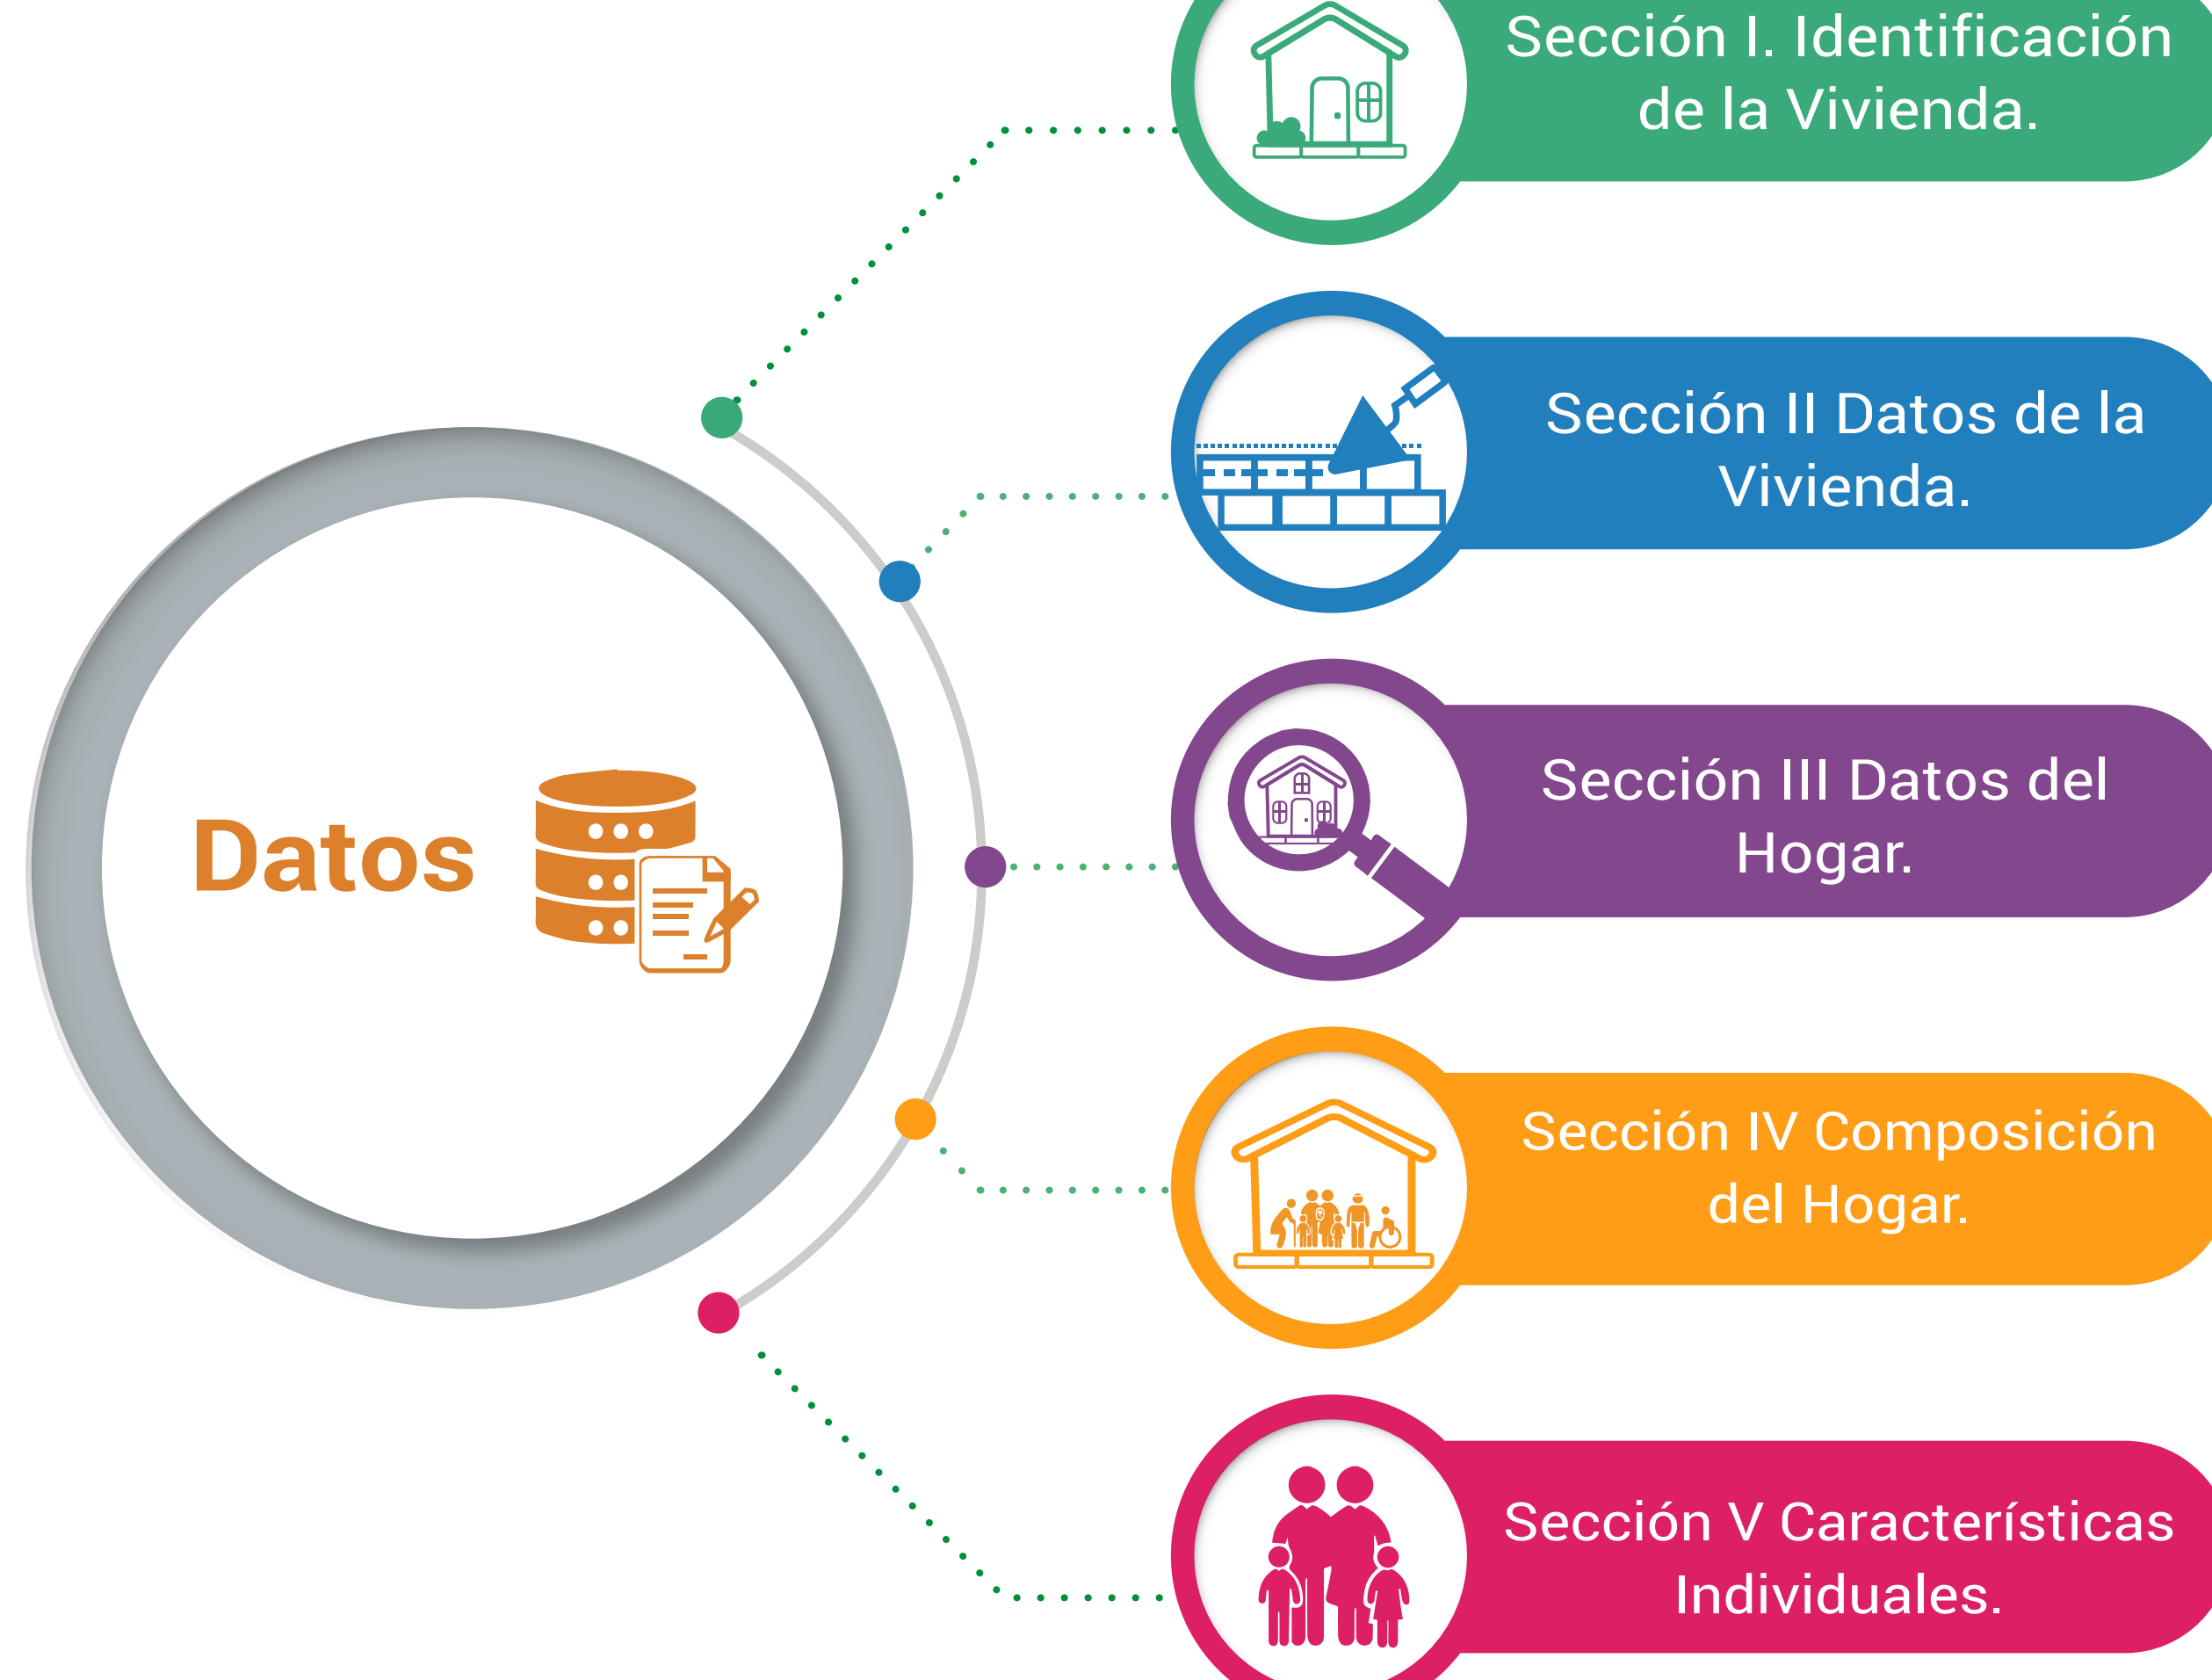 Sección I. Identificación
de la Vivienda.
Sección II Datos de la
Vivienda.
Datos
Sección III Datos del
Hogar.
Sección IV Composición
del Hogar.
Sección V Características
Individuales.